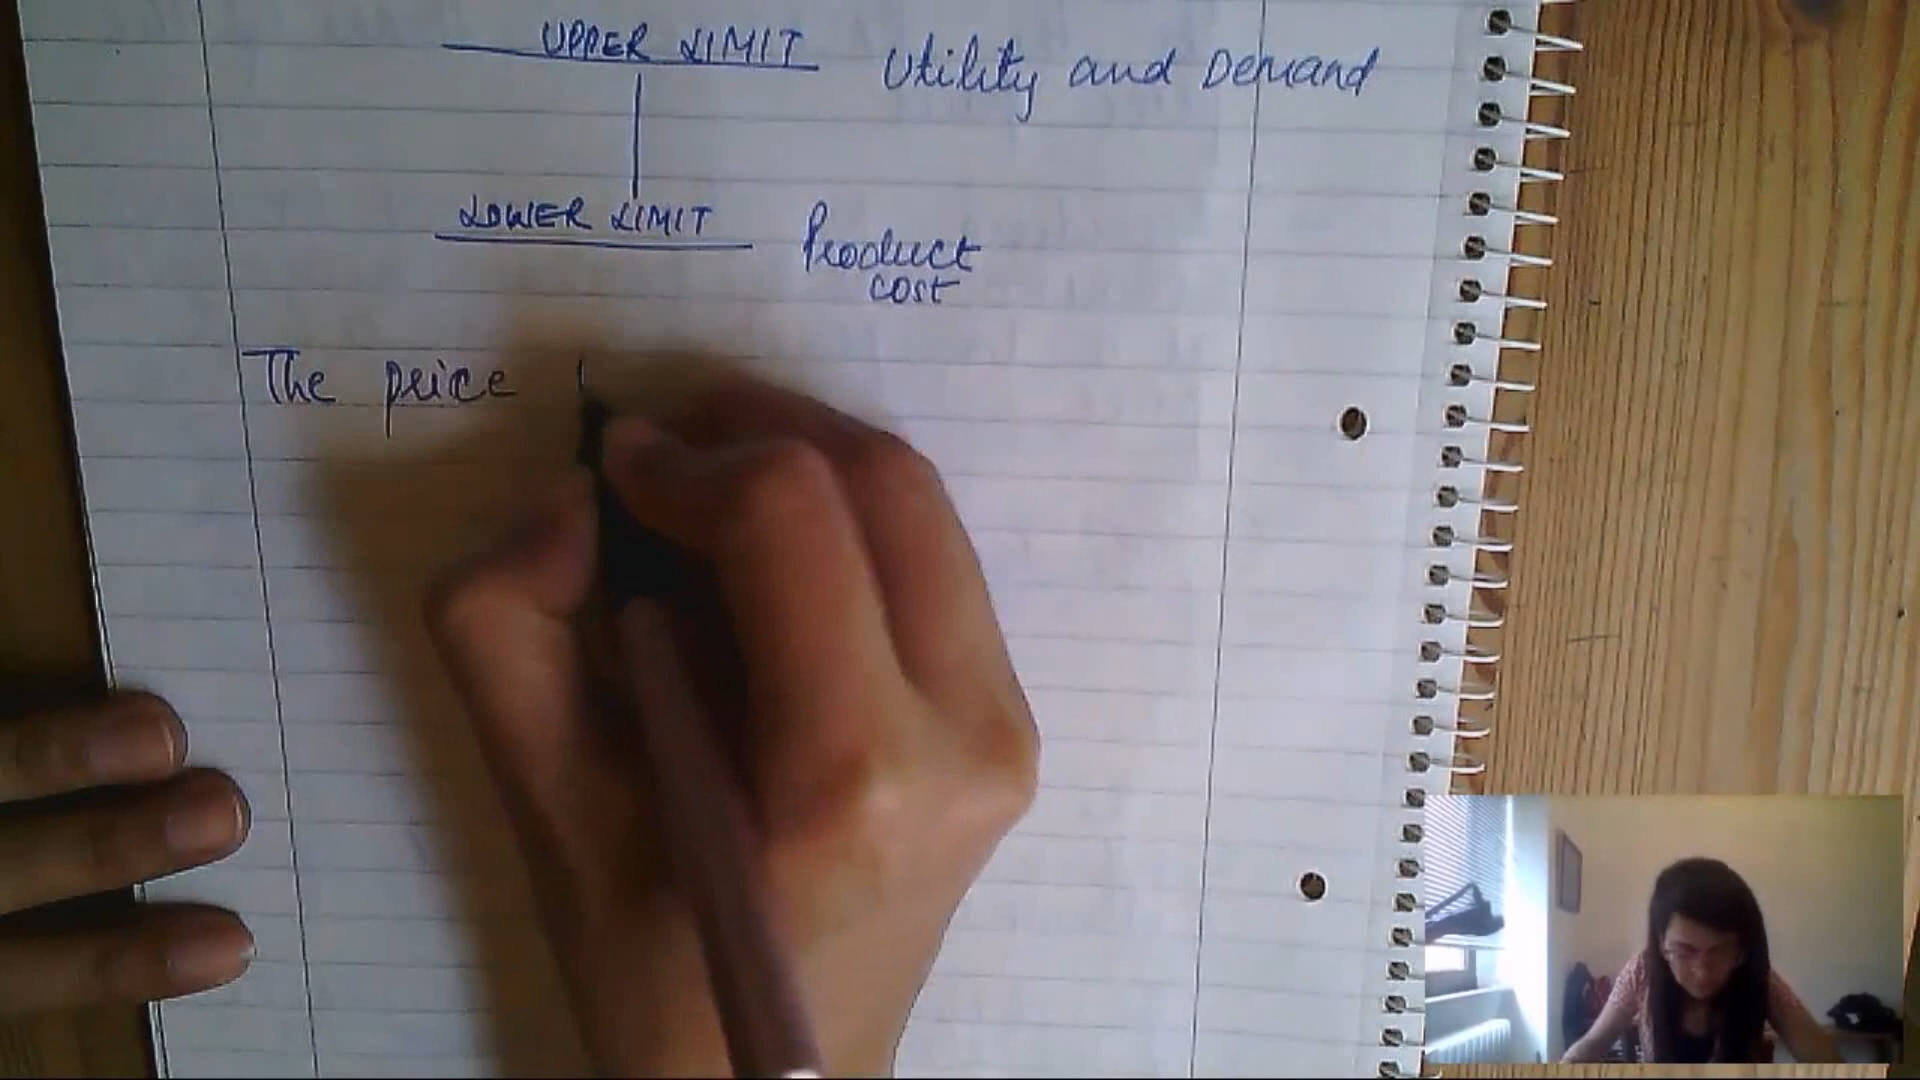 UPPER LIMIT Utility and Demand
LOWER LIMIT Product
cost
The price